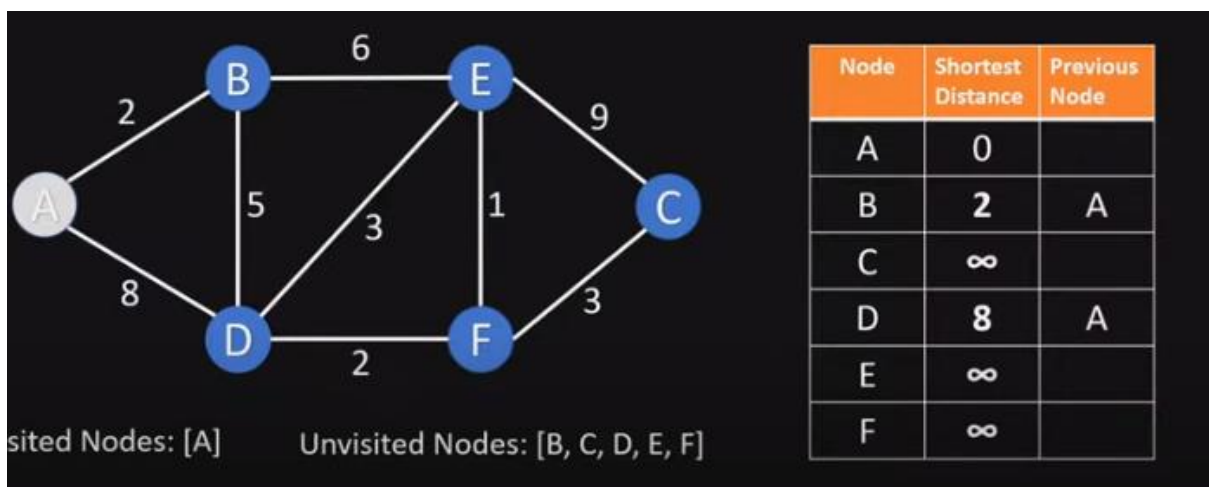 6
B
E
2
9
A
5
3
1
C
8
3
D
F
2
sited Nodes: [A]
Unvisited Nodes: [B, C, D, E, F]
Node Shortest Distance Previous Node
A 0
B 2 A
C ∞
D 8 A
E ∞
F ∞